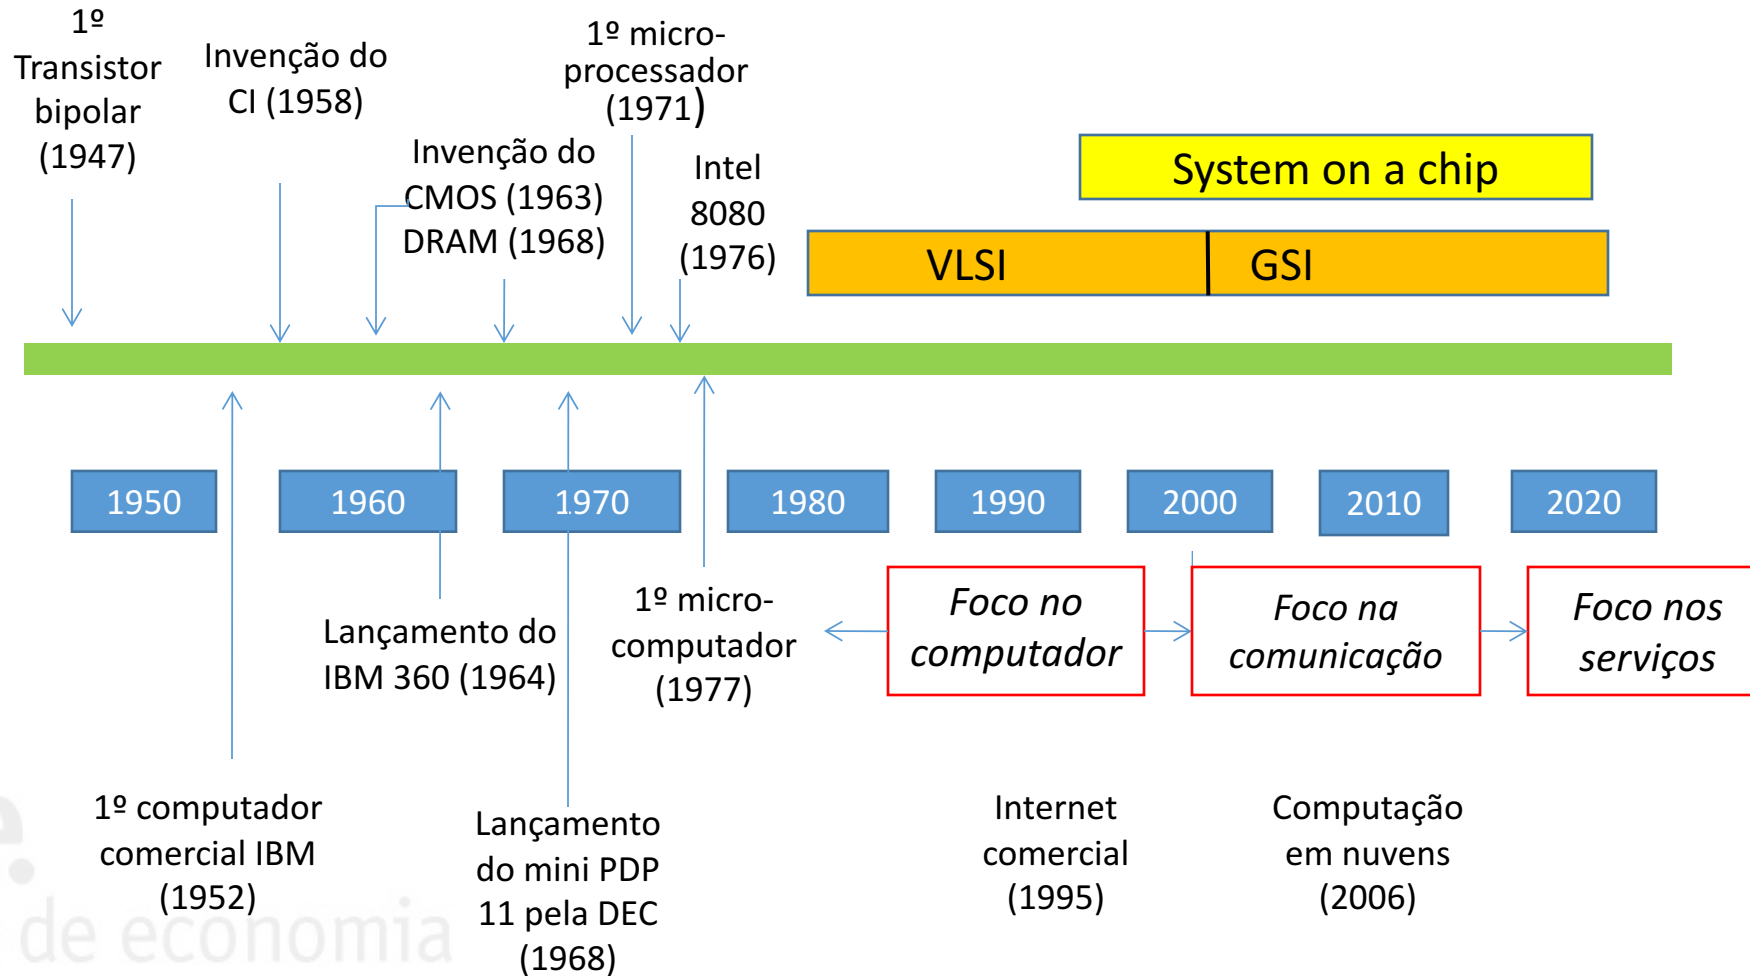 1º
Transistor
bipolar
(1947)
Invenção do
CI (1958)
Invenção do
CMOS (1963)
DRAM (1968)
1º micro-
processador
(1971)
Intel
8080
(1976)
System on a chip
VLSI
GSI
1950
1960
1970
1980
1990
2000
2010
2020
Lançamento do
IBM 360 (1964)
1º micro-
computador
(1977)
Foco no
computador
Foco na
comunicação
Foco nos
serviços
1º computador
comercial IBM
(1952)
Lançamento
do mini PDP
11 pela DEC
(1968)
Internet
comercial
(1995)
Computação
em nuvens
(2006)
e.
de economia